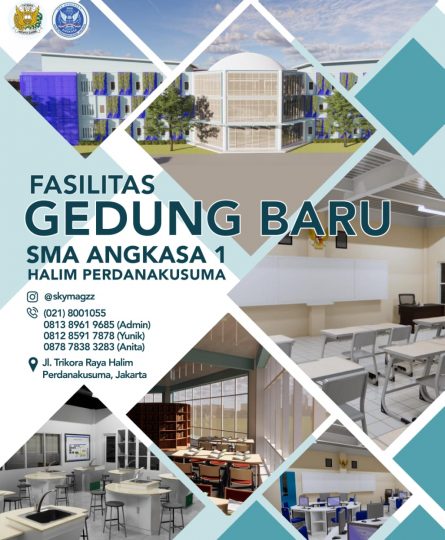 FASILITAS
GEDUNG BARU
SMA ANGKASA 1
HALIM PERDANAKUSUMA
@skymagzz
(021) 8001055
0813 8961 9685 (Admin)
0812 8591 7878 (Yunik)
0878 7838 3283 (Anita)
Jl. Trikora Raya Halim
Perdanakusuma, Jakarta